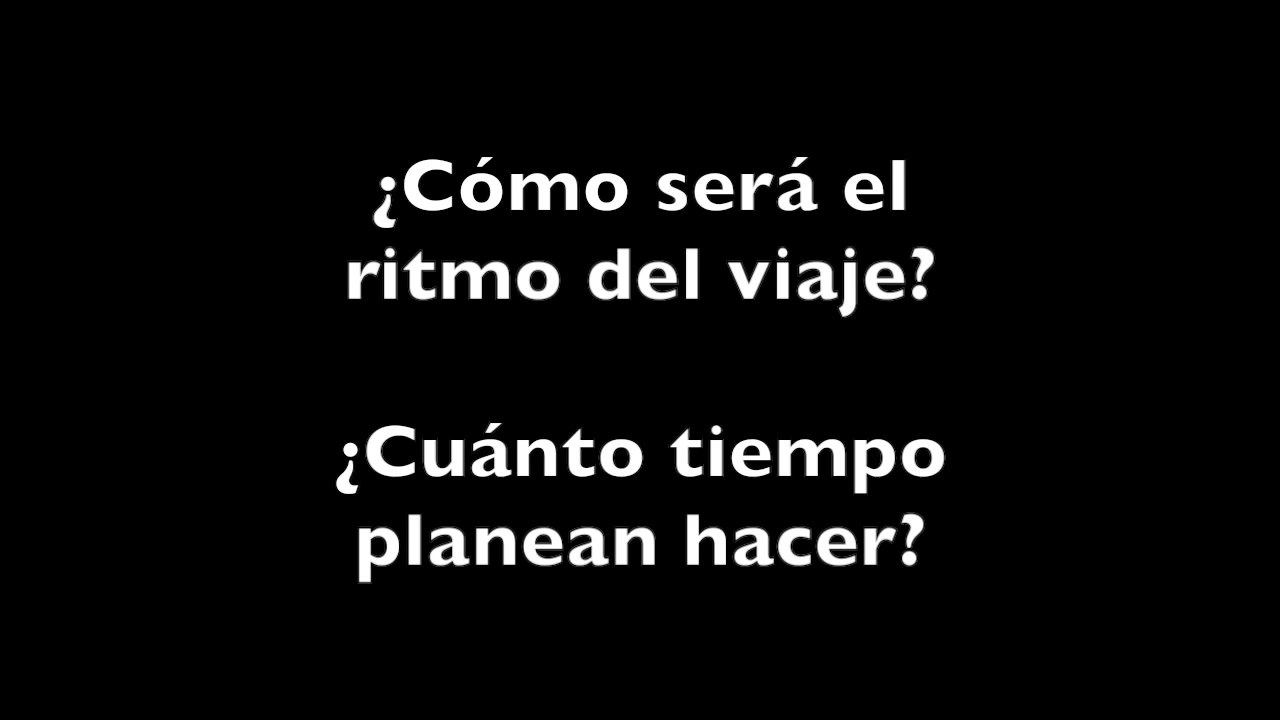 ¿Cómo será el
ritmo del viaje?
¿Cuánto tiempo
planean hacer?